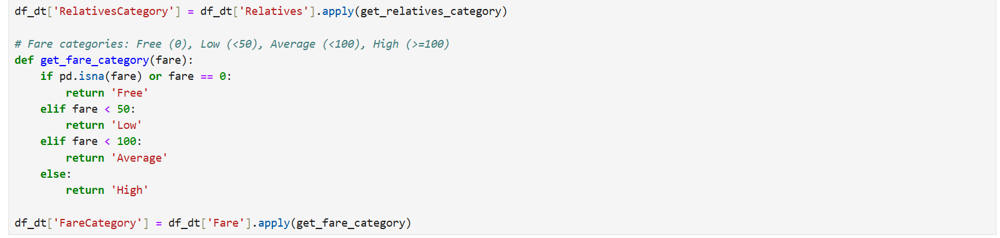 df_dt['RelativesCategory'] = df_dt['Relatives'].apply(get_relatives_category)

# Fare categories: Free (0), Low (<50), Average (<100), High (>=100)
def get_fare_category(fare):
    if pd.isna(fare) or fare == 0:
        return 'Free'
    elif fare < 50:
        return 'Low'
    elif fare < 100:
        return 'Average'
    else:
        return 'High'

df_dt['FareCategory'] = df_dt['Fare'].apply(get_fare_category)